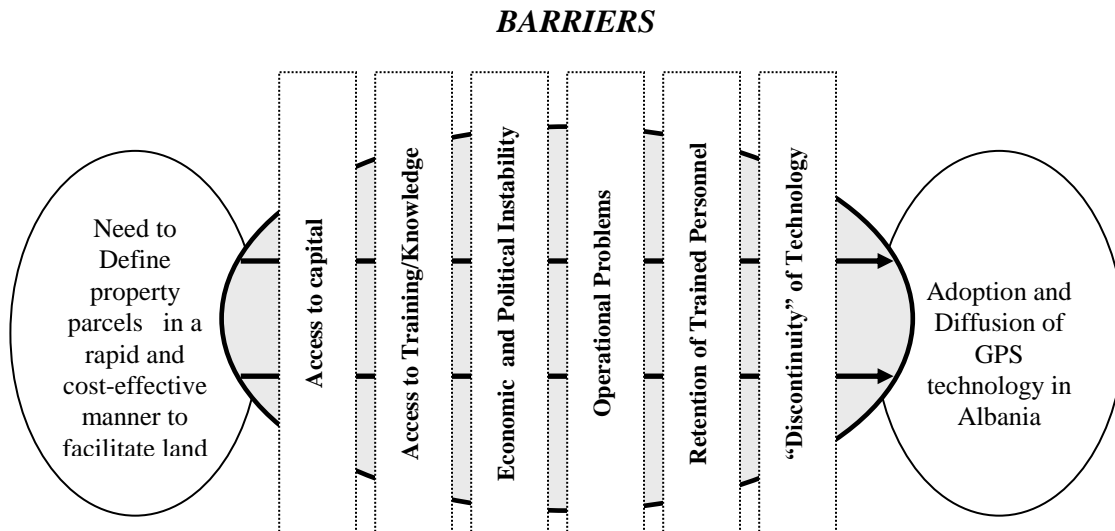 BARRIERS
Need to
Define
property
parcels in a
rapid and
cost-effective
manner to
facilitate land
Access to capital
Access to Training/Knowledge
Economic and Political Instability
Operational Problems
Retention of Trained Personnel
“Discontinuity” of Technology
Adoption and
Diffusion of
GPS
technology in
Albania